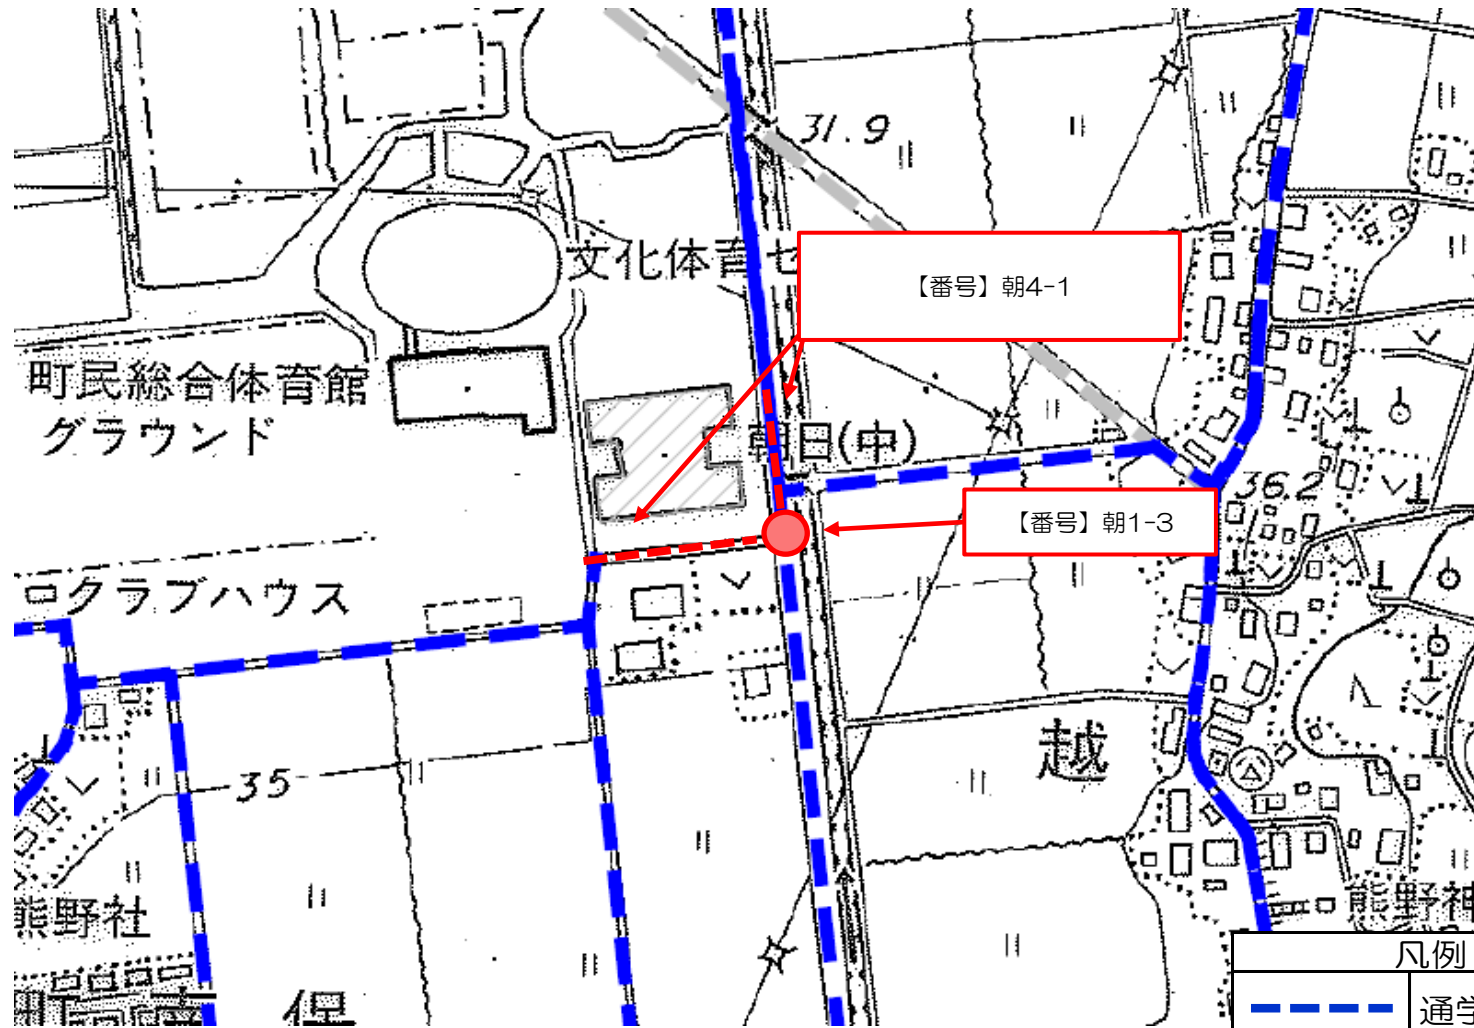 31.9
文化体育セ
【番号】朝4-1
町民総合体育館
グラウンド
朝日(中)
36.2
【番号】朝1-3
クラブハウス
越
35
熊野社
熊野神
凡例
町
保
通学